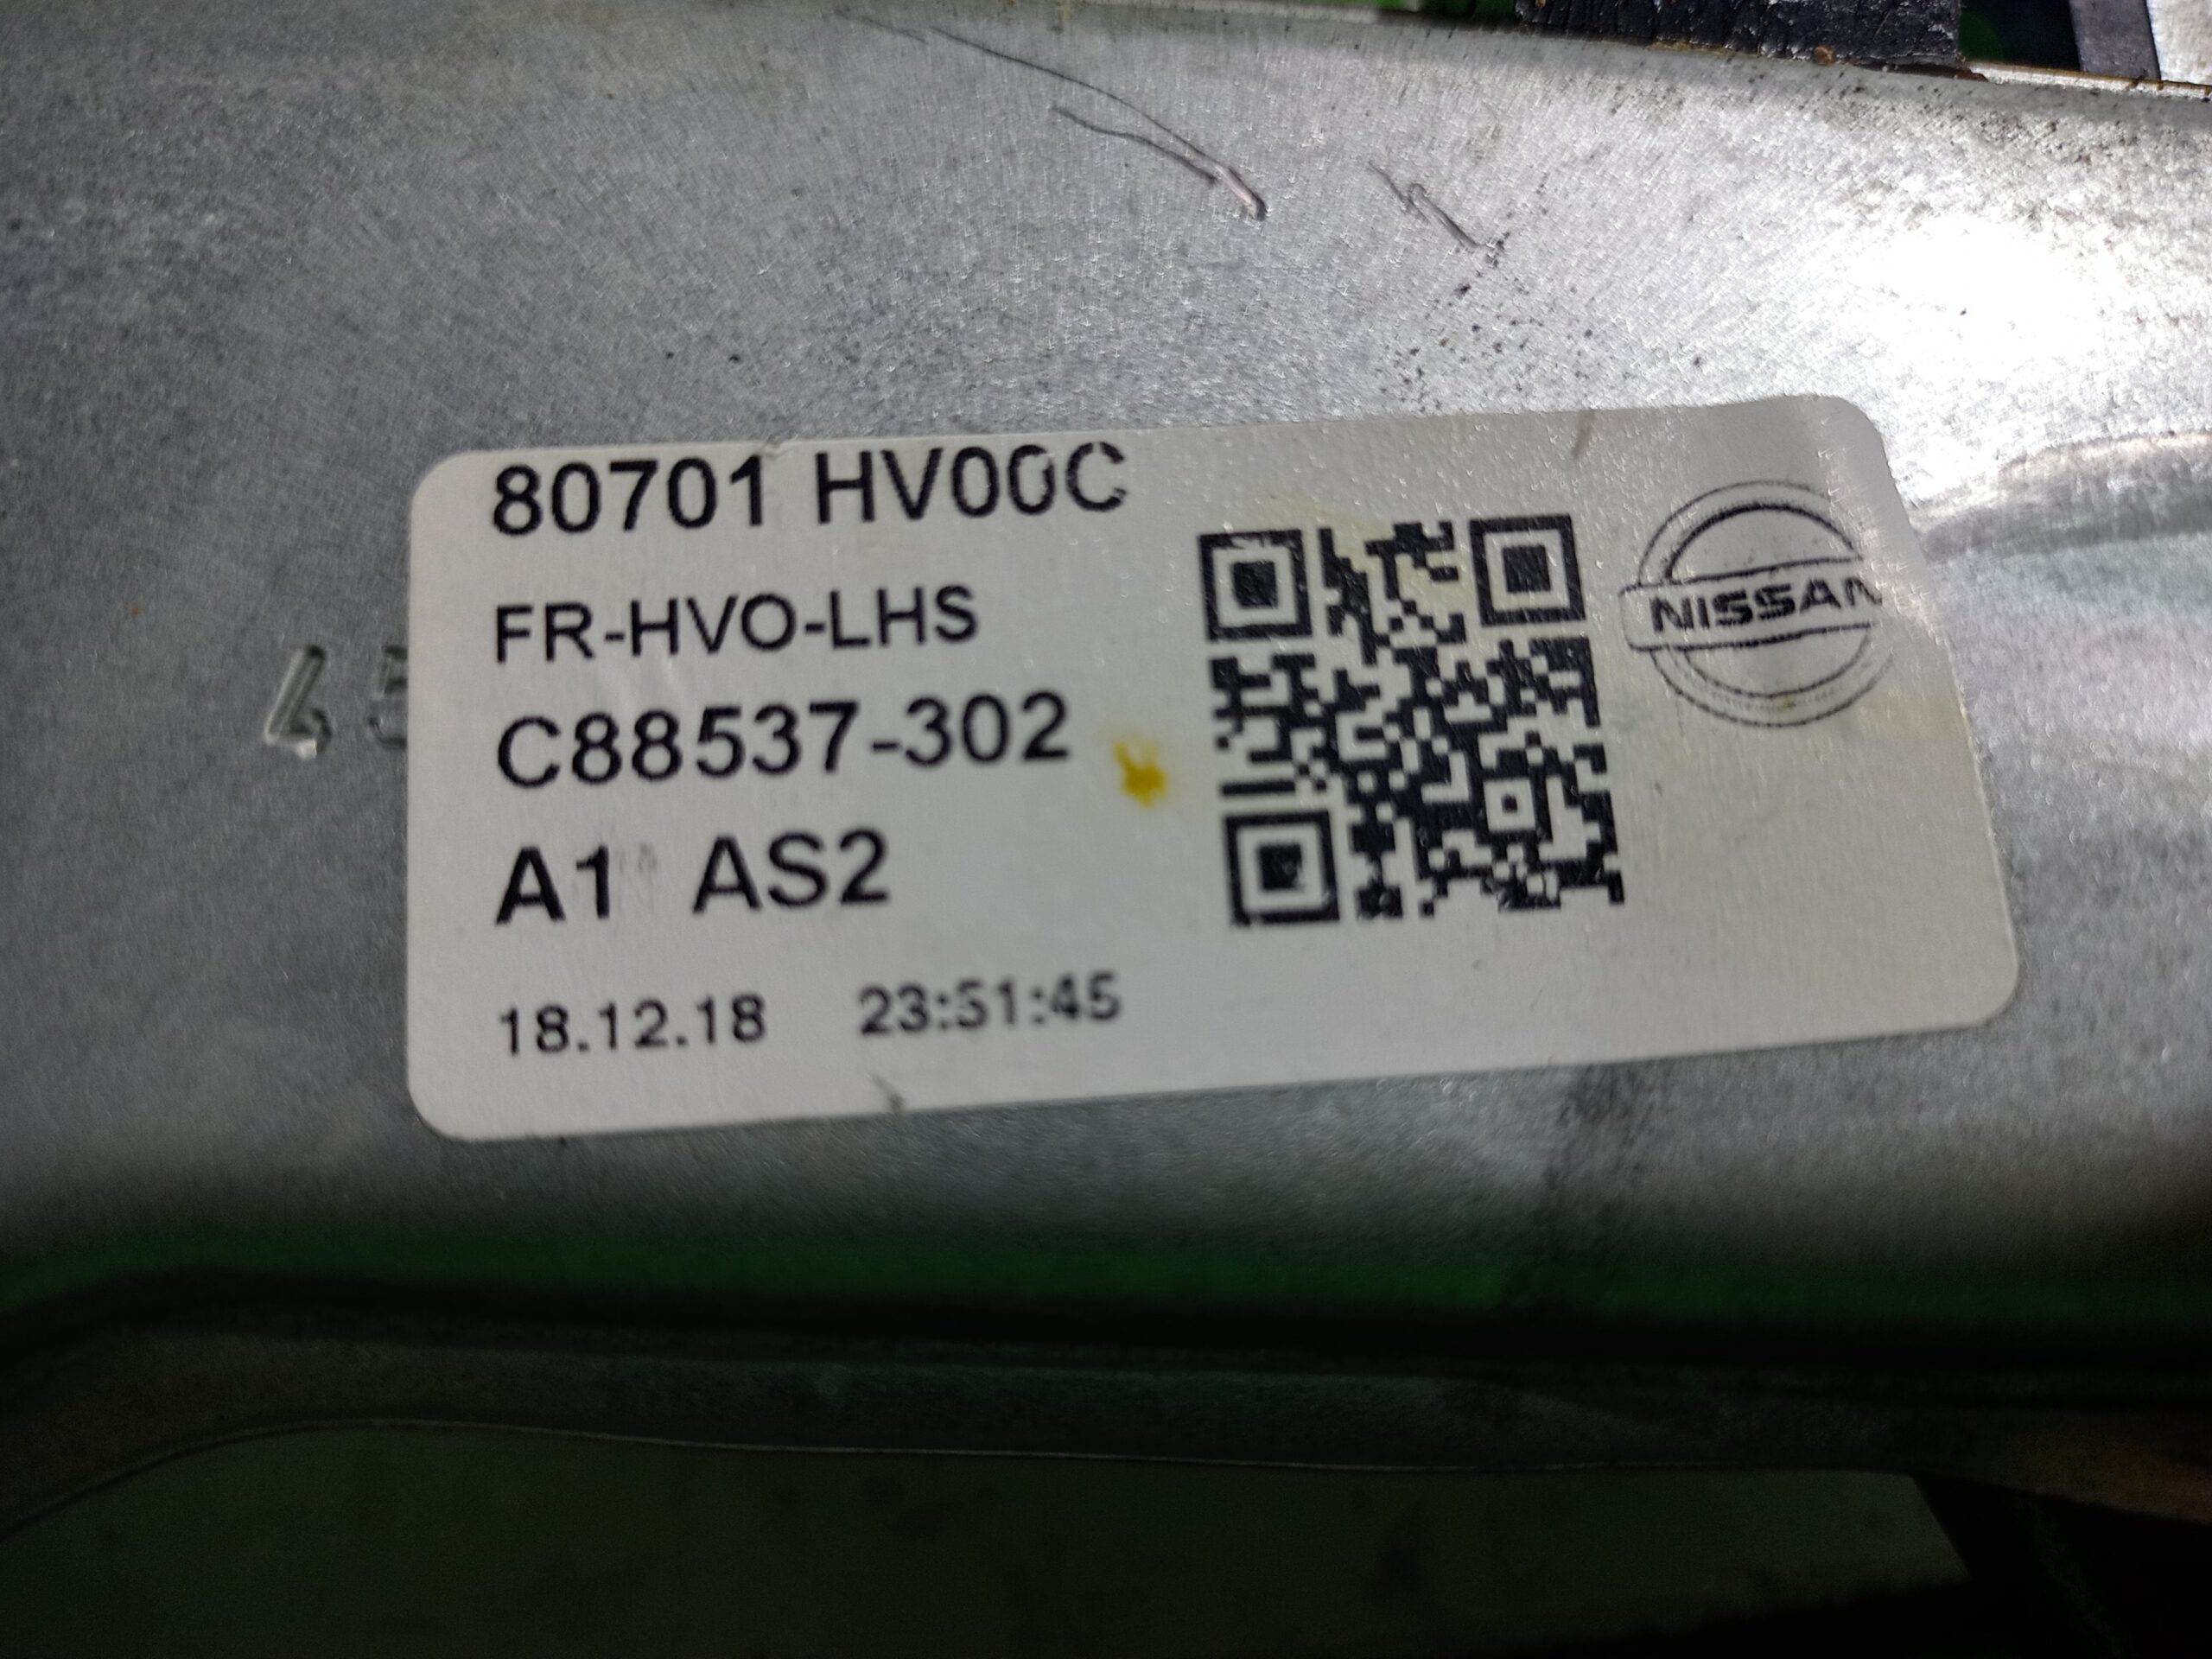 80701 HV00C
FR-HVO-LHS
C88537-302
A1 AS2
18.12.18 23:51:45
NISSAN